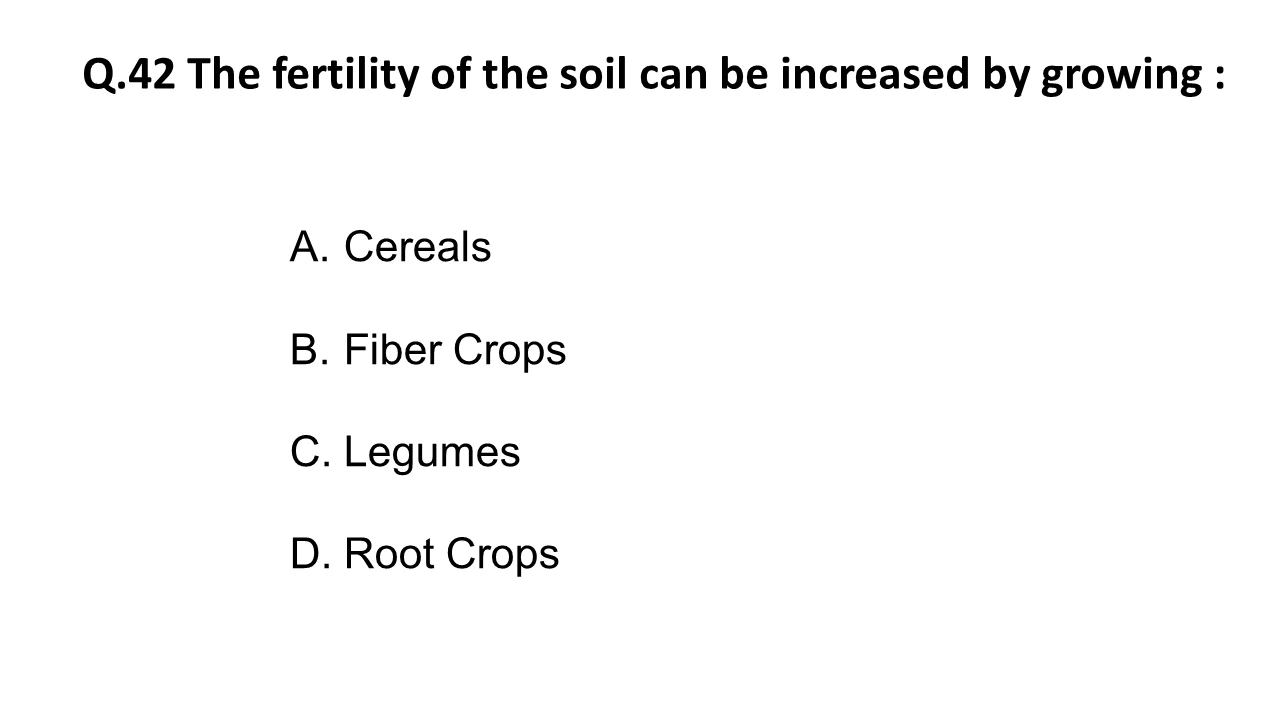 Q.42 The fertility of the soil can be increased by growing :
A. Cereals
B. Fiber Crops
C. Legumes
D. Root Crops